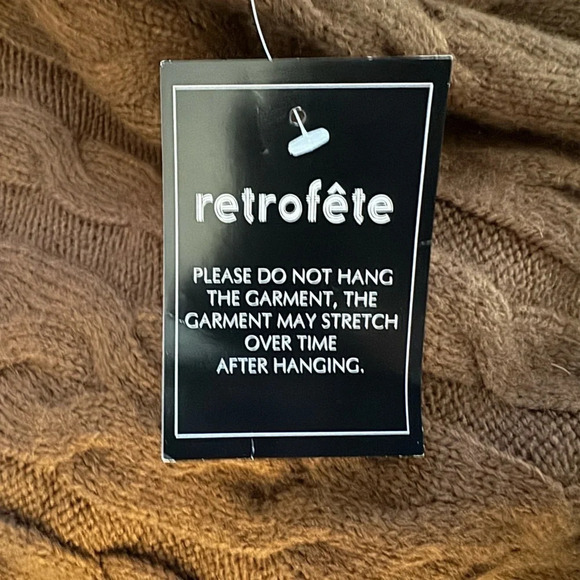 retrofête
PLEASE DO NOT HANG
THE GARMENT, THE
GARMENT MAY STRETCH
OVER TIME
AFTER HANGING.